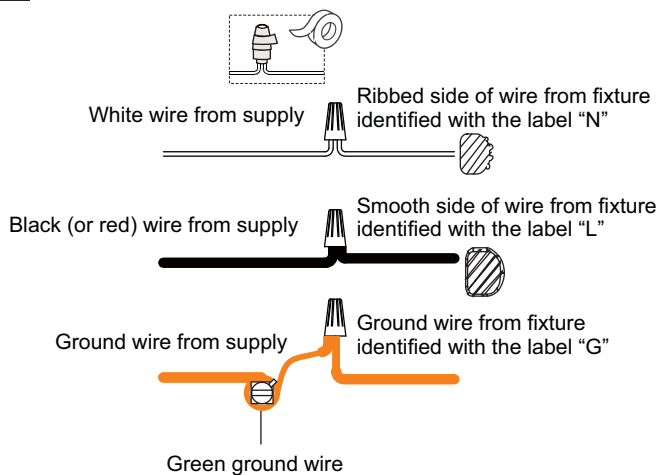 White wire from supply
Ribbed side of wire from fixture
identified with the label “N”
Black (or red) wire from supply
Smooth side of wire from fixture
identified with the label “L”
Ground wire from supply
Ground wire from fixture
identified with the label “G”
Green ground wire